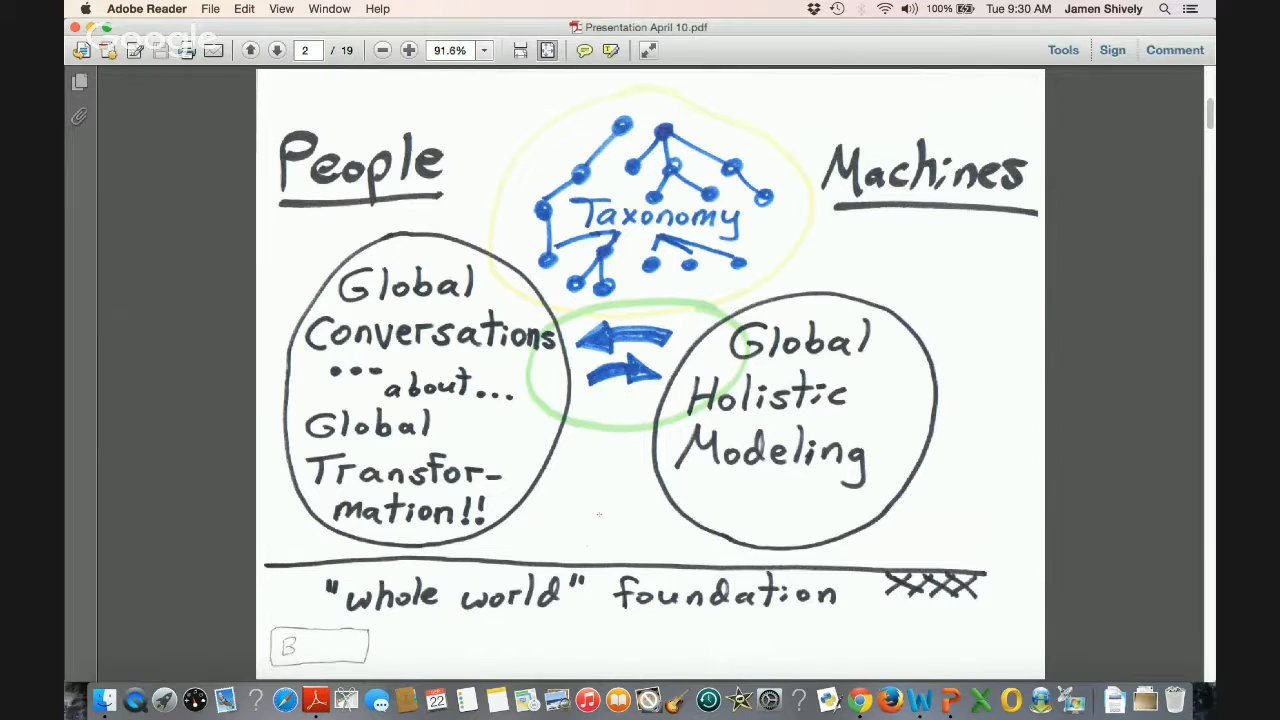 Adobe Reader File Edit View Window Help 100% Tue 9:30 AM Jamen Shively
Presentation April 10.pdf
Google
2 / 19 91.6% Tools Sign Comment
People
Taxonomy
Machines
Global
Conversations
...about...
Global
Transfor-
mation!!
Global
Holistic
Modeling
"whole world" foundation
B
22